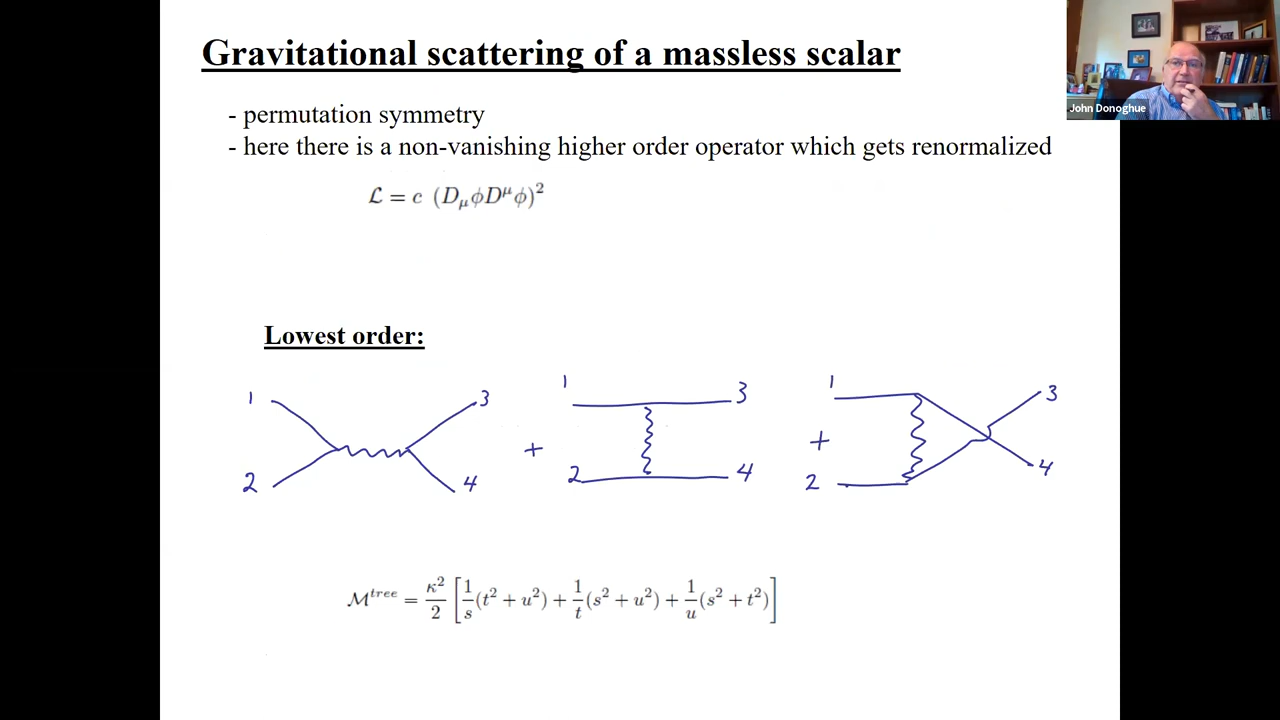 Gravitational scattering of a massless scalar
John Donoghue
- permutation symmetry
- here there is a non-vanishing higher order operator which gets renormalized
ℒ = c (D_μϕD^μϕ)²
Lowest order:
1 3 2 4
+ 1 3 2 4
+ 1 3 2 4
ℳ^{tree} = κ²/2 [1/s (t² + u²) + 1/t (s² + u²) + 1/u (s² + t²)]